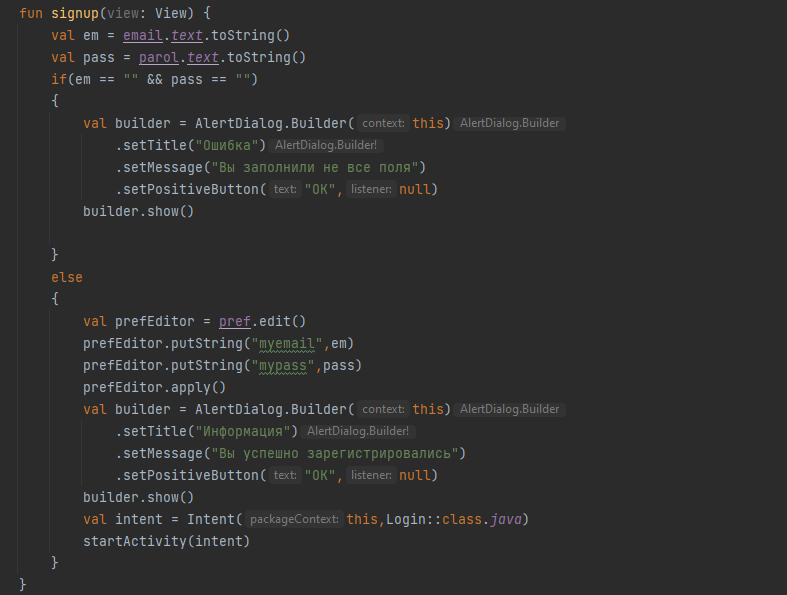 fun signup(view: View) {
    val em = email.text.toString()
    val pass = parol.text.toString()
    if(em == "" && pass == "")
    {
        val builder = AlertDialog.Builder( context: this) AlertDialog.Builder
            .setTitle("Ошибка") AlertDialog.Builder!
            .setMessage("Вы заполнили не все поля")
            .setPositiveButton( text: "OK", listener: null)
        builder.show()
    }
    else
    {
        val prefEditor = pref.edit()
        prefEditor.putString("myemail",em)
        prefEditor.putString("mypass",pass)
        prefEditor.apply()
        val builder = AlertDialog.Builder( context: this) AlertDialog.Builder
            .setTitle("Информация") AlertDialog.Builder!
            .setMessage("Вы успешно зарегистрировались")
            .setPositiveButton( text: "OK", listener: null)
        builder.show()
        val intent = Intent( packageContext: this,Login::class.java)
        startActivity(intent)
    }
}